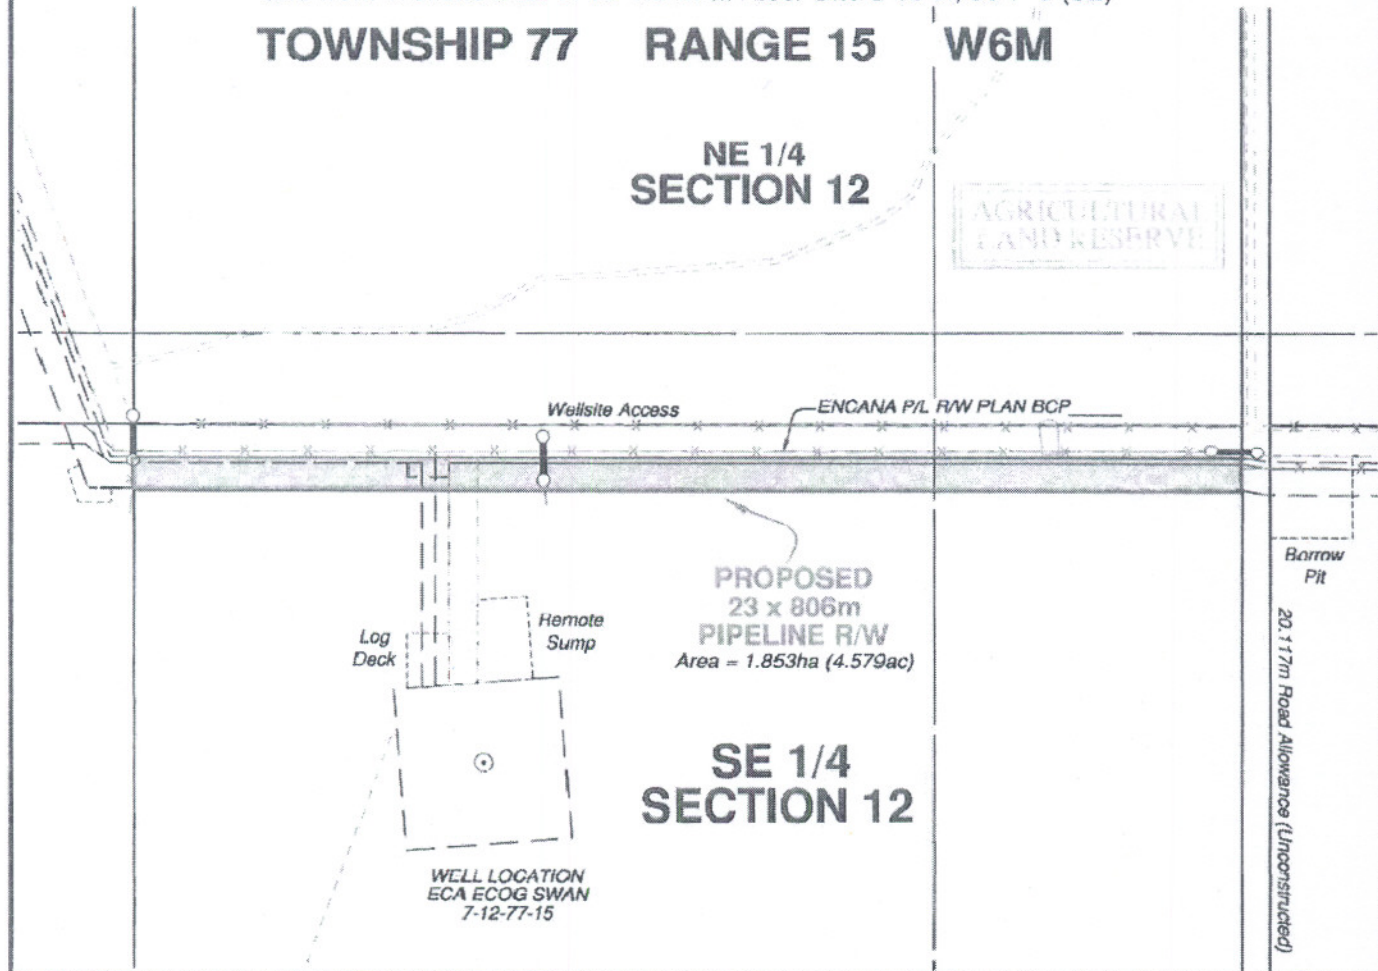 TOWNSHIP 77 RANGE 15 W6M
NE 1/4
SECTION 12
AGRICULTURAL
LAND RESERVE
Wellsite Access
ENCANA P/L R/W PLAN BCP
Borrow
Pit
PROPOSED
23 x 806m
PIPELINE R/W
Area = 1.853ha (4.579ac)
Log
Deck
Remote
Sump
20.117m Road Allowance (Unconstructed)
SE 1/4
SECTION 12
WELL LOCATION
ECA ECOG SWAN
7-12-77-15